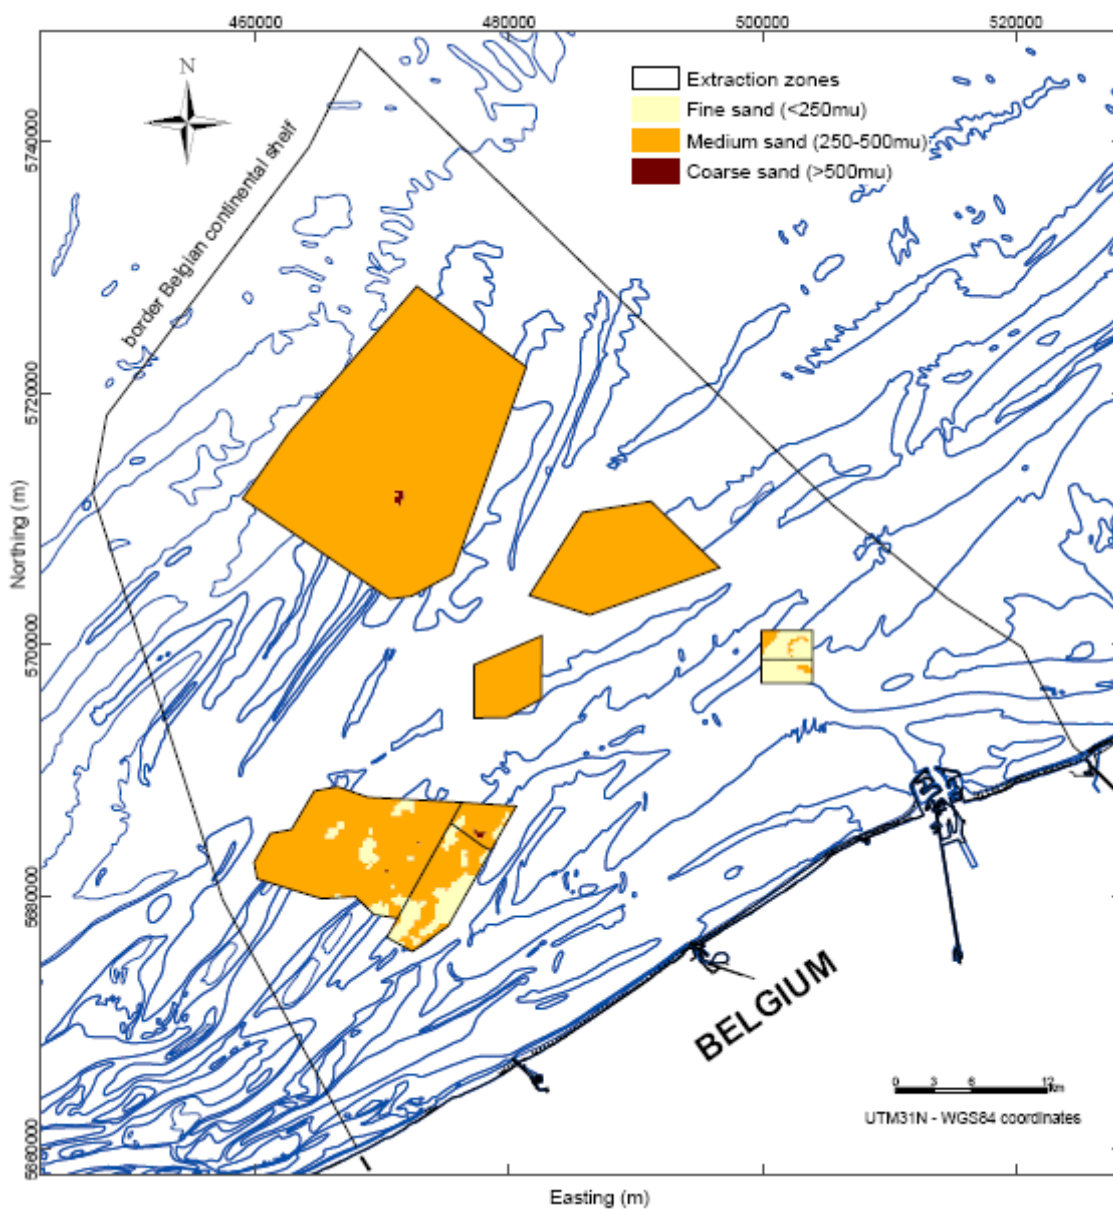 460000 480000 500000 520000
N
Extraction zones
Fine sand (<250mu)
Medium sand (250-500mu)
Coarse sand (>500mu)
border Belgian continental shelf
5740000
5720000
Northing (m)
5700000
5680000
5660000
BELGIUM
0 3 6 12
km
UTM31N - WGS84 coordinates
Easting (m)